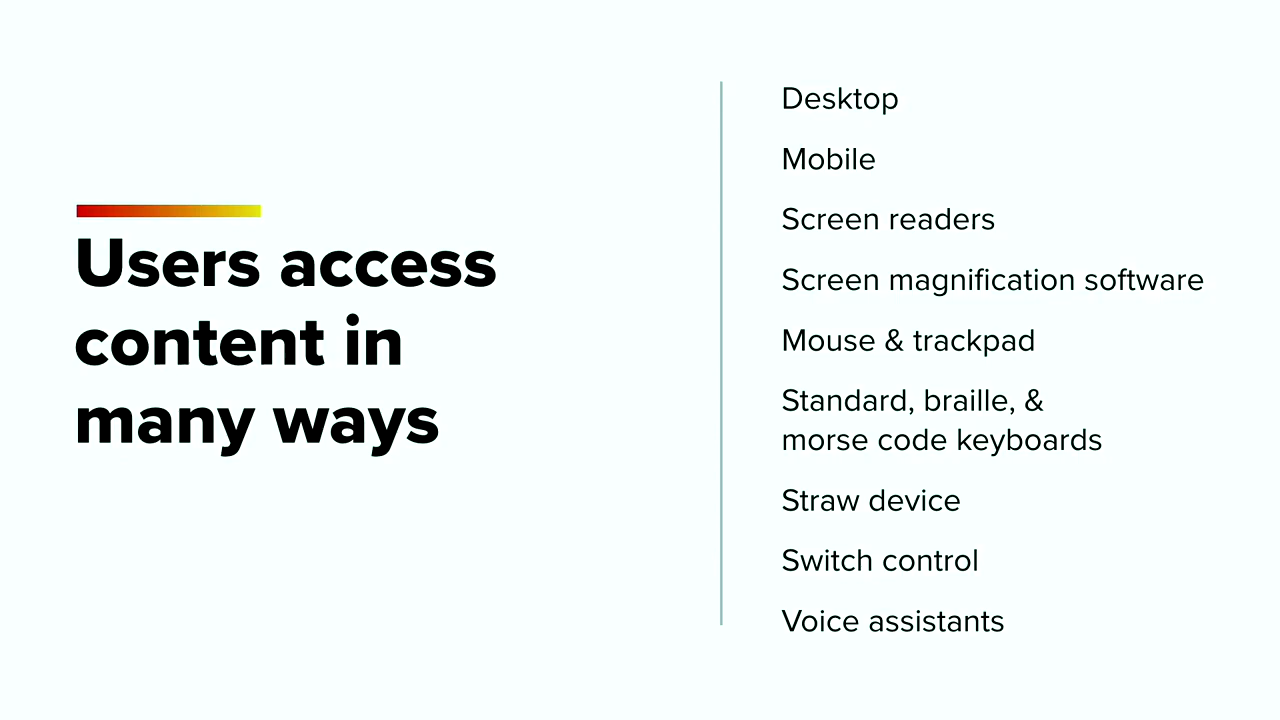 Users access
content in
many ways
Desktop
Mobile
Screen readers
Screen magnification software
Mouse & trackpad
Standard, braille, &
morse code keyboards
Straw device
Switch control
Voice assistants